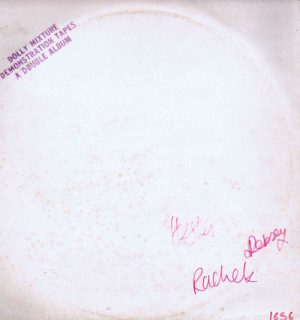 DOLLY MIXTURE
DEMONSTRATION TAPES
A DOUBLE ALBUM
Hester
Debsey
Rachel
1656